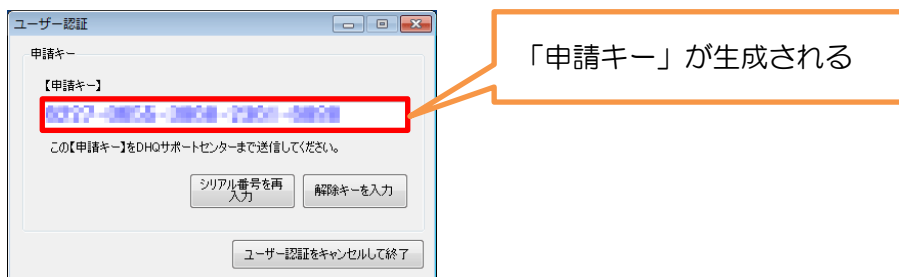 ユーザー認証
申請キー
【申請キー】
この【申請キー】をDHQサポートセンターまで送信してください。
シリアル番号を再
入力
解除キーを入力
ユーザー認証をキャンセルして終了
「申請キー」が生成される